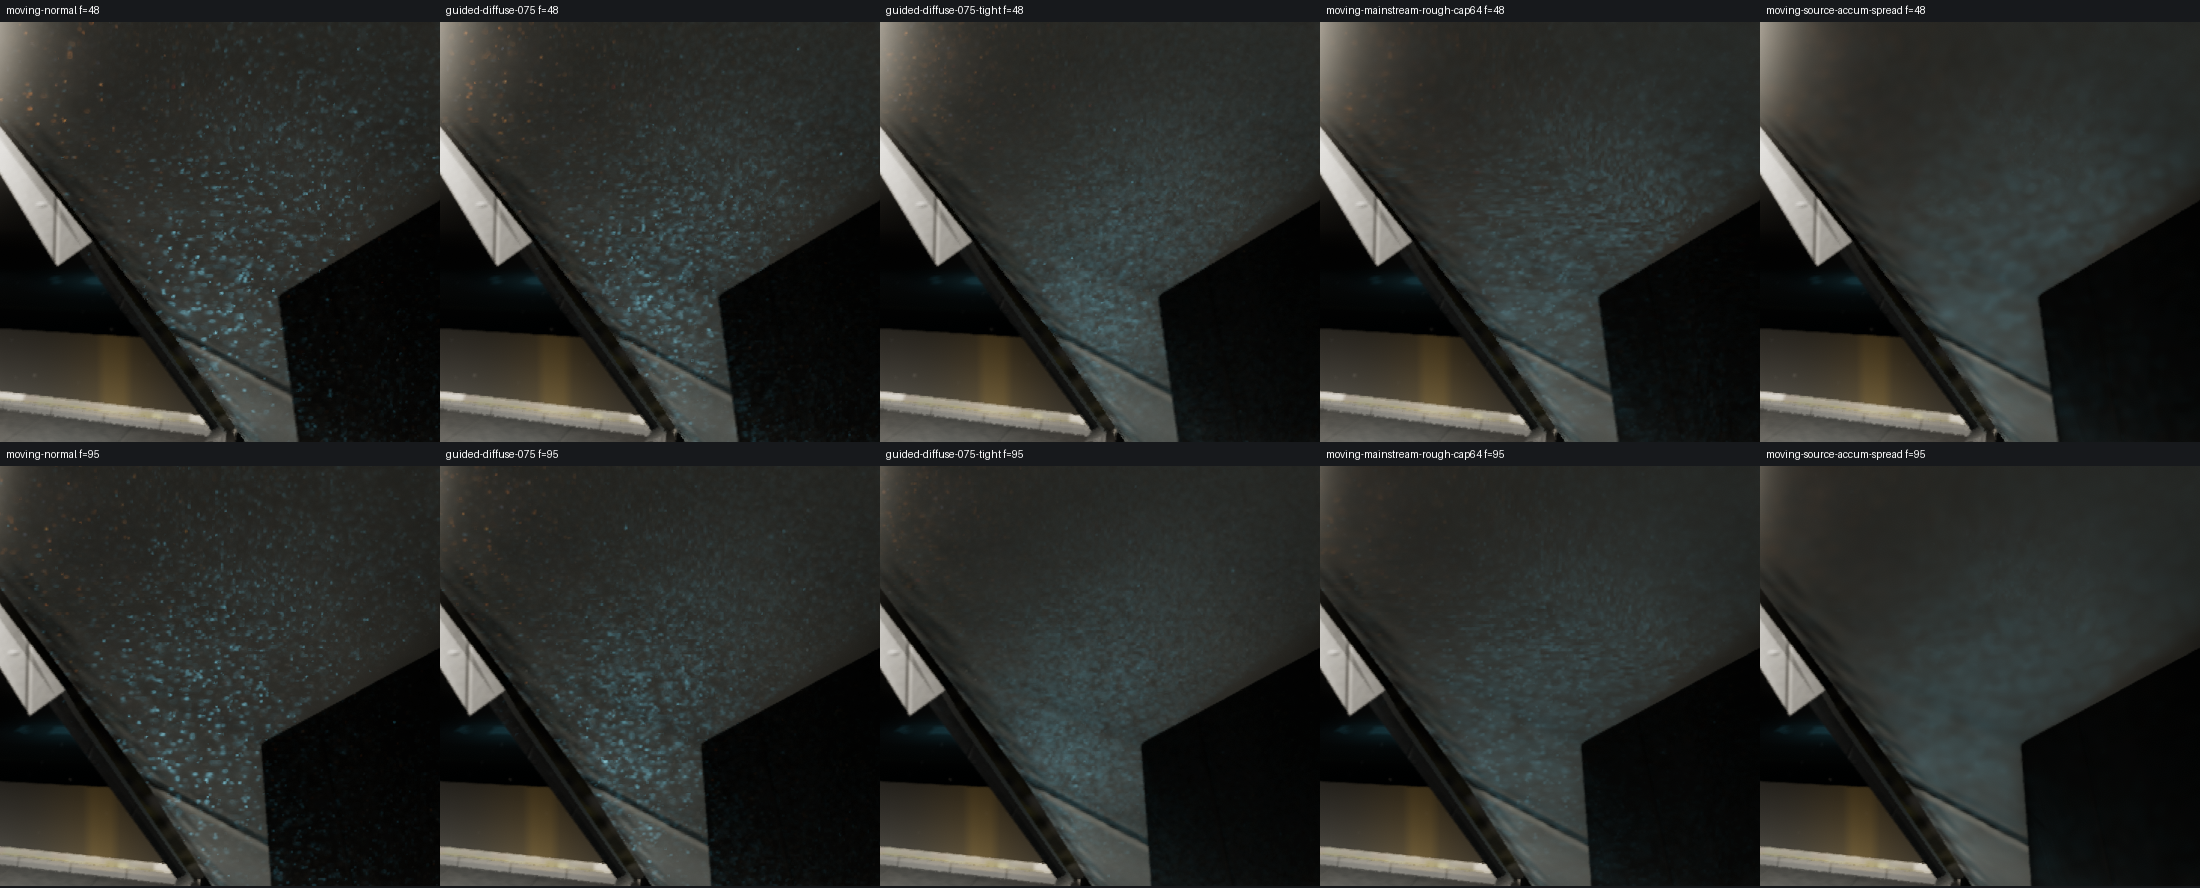 moving-normal f=48
guided-diffuse-075 f=48
guided-diffuse-075-tight f=48
moving-mainstream-rough-cap64 f=48
moving-source-accum-spread f=48
moving-normal f=95
guided-diffuse-075 f=95
guided-diffuse-075-tight f=95
moving-mainstream-rough-cap64 f=95
moving-source-accum-spread f=95